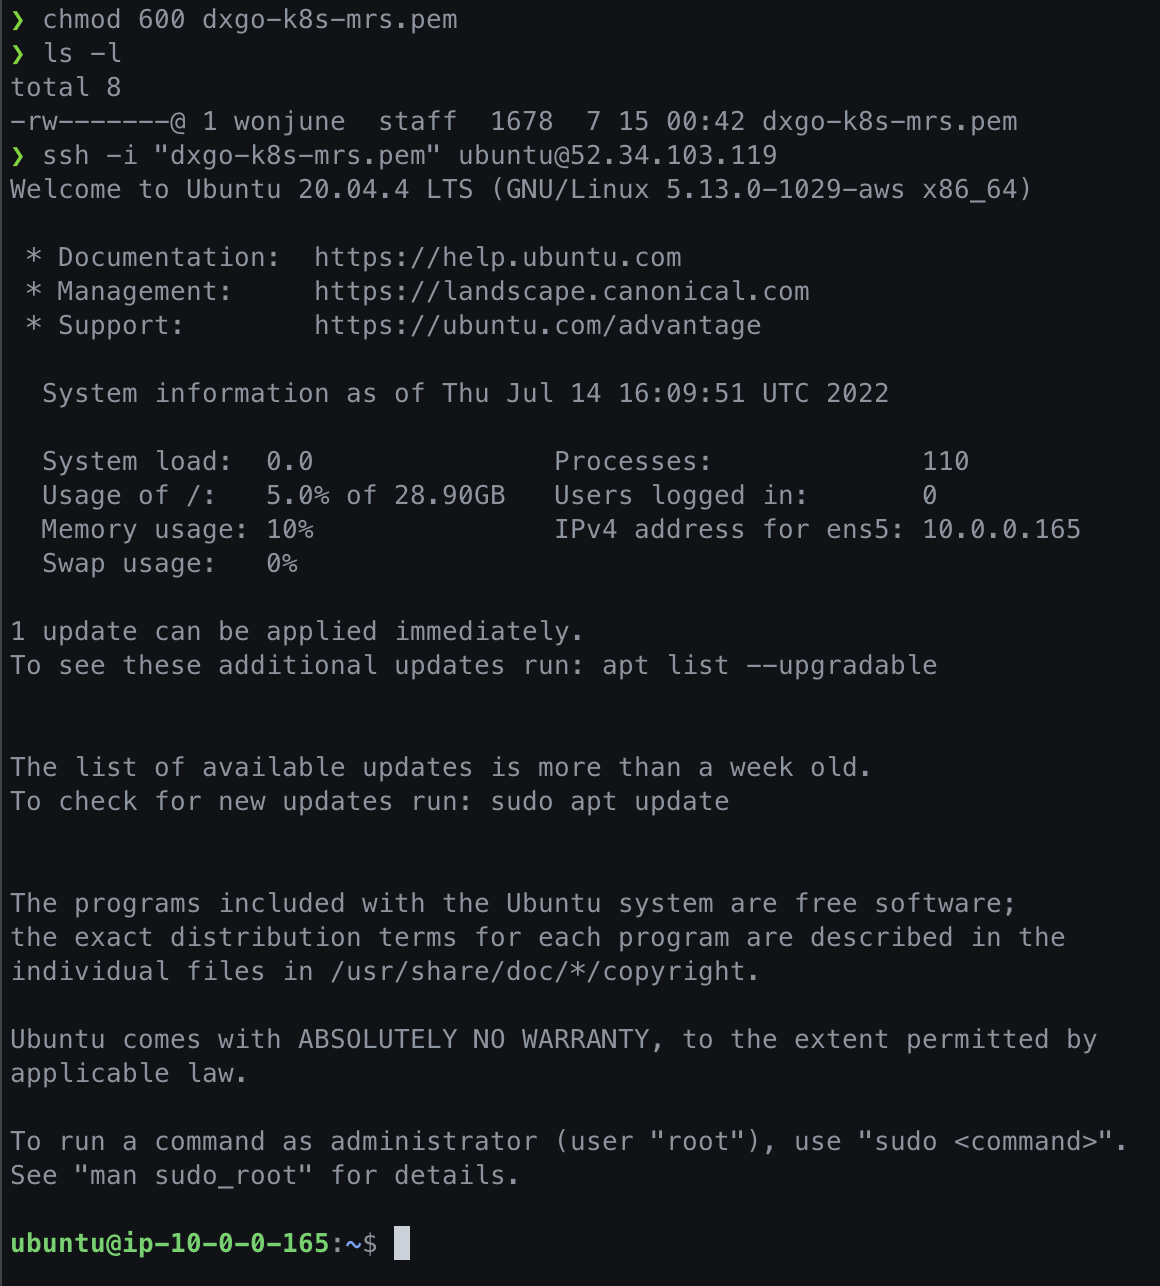 ❯ chmod 600 dxgo-k8s-mrs.pem
❯ ls -l
total 8
-rw-------@ 1 wonjune  staff  1678  7 15 00:42 dxgo-k8s-mrs.pem
❯ ssh -i "dxgo-k8s-mrs.pem" ubuntu@52.34.103.119
Welcome to Ubuntu 20.04.4 LTS (GNU/Linux 5.13.0-1029-aws x86_64)

 * Documentation:  https://help.ubuntu.com
 * Management:     https://landscape.canonical.com
 * Support:        https://ubuntu.com/advantage

  System information as of Thu Jul 14 16:09:51 UTC 2022

  System load:  0.0               Processes:             110
  Usage of /:   5.0% of 28.90GB   Users logged in:       0
  Memory usage: 10%               IPv4 address for ens5: 10.0.0.165
  Swap usage:   0%

1 update can be applied immediately.
To see these additional updates run: apt list --upgradable


The list of available updates is more than a week old.
To check for new updates run: sudo apt update


The programs included with the Ubuntu system are free software;
the exact distribution terms for each program are described in the
individual files in /usr/share/doc/*/copyright.

Ubuntu comes with ABSOLUTELY NO WARRANTY, to the extent permitted by
applicable law.

To run a command as administrator (user "root"), use "sudo <command>".
See "man sudo_root" for details.

ubuntu@ip-10-0-0-165:~$